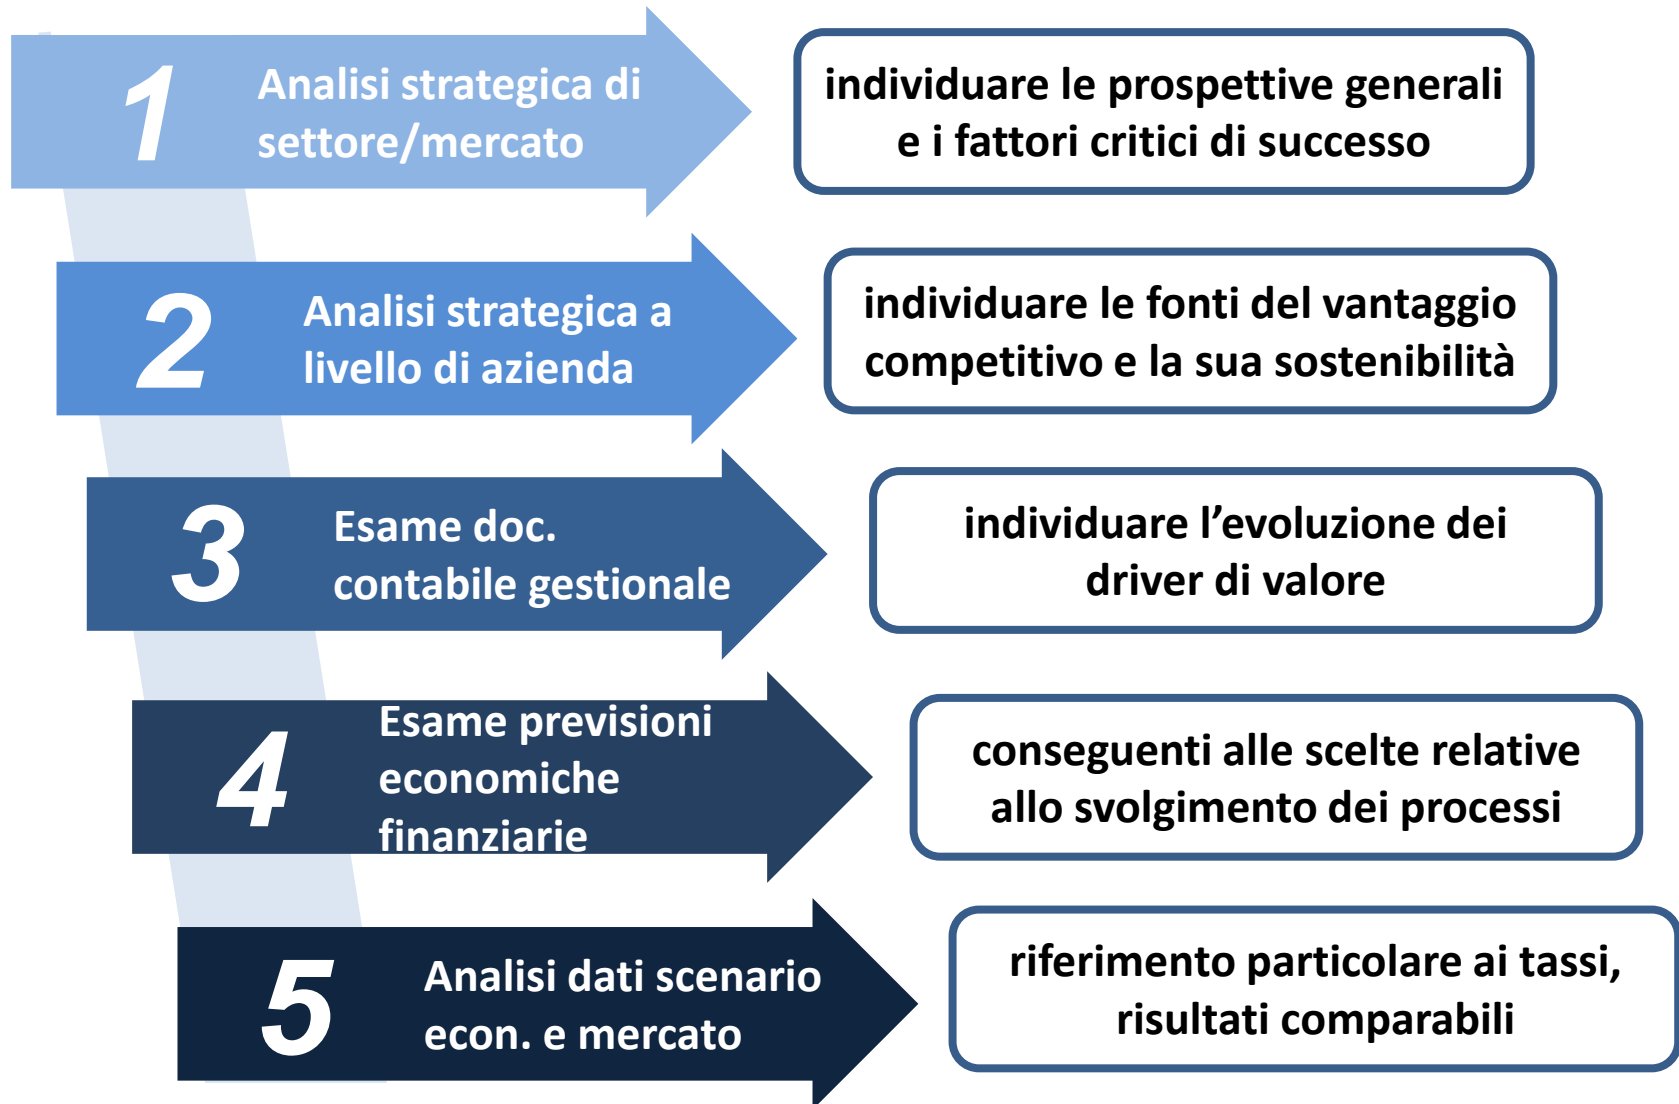 1
Analisi strategica di
settore/mercato
individuare le prospettive generali
e i fattori critici di successo
2
Analisi strategica a
livello di azienda
individuare le fonti del vantaggio
competitivo e la sua sostenibilità
3
Esame doc.
contabile gestionale
individuare l’evoluzione dei
driver di valore
4
Esame previsioni
economiche
finanziarie
conseguenti alle scelte relative
allo svolgimento dei processi
5
Analisi dati scenario
econ. e mercato
riferimento particolare ai tassi,
risultati comparabili